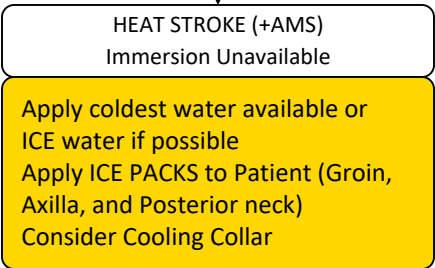 HEAT STROKE (+AMS)
Immersion Unavailable
Apply coldest water available or
ICE water if possible
Apply ICE PACKS to Patient (Groin,
Axilla, and Posterior neck)
Consider Cooling Collar